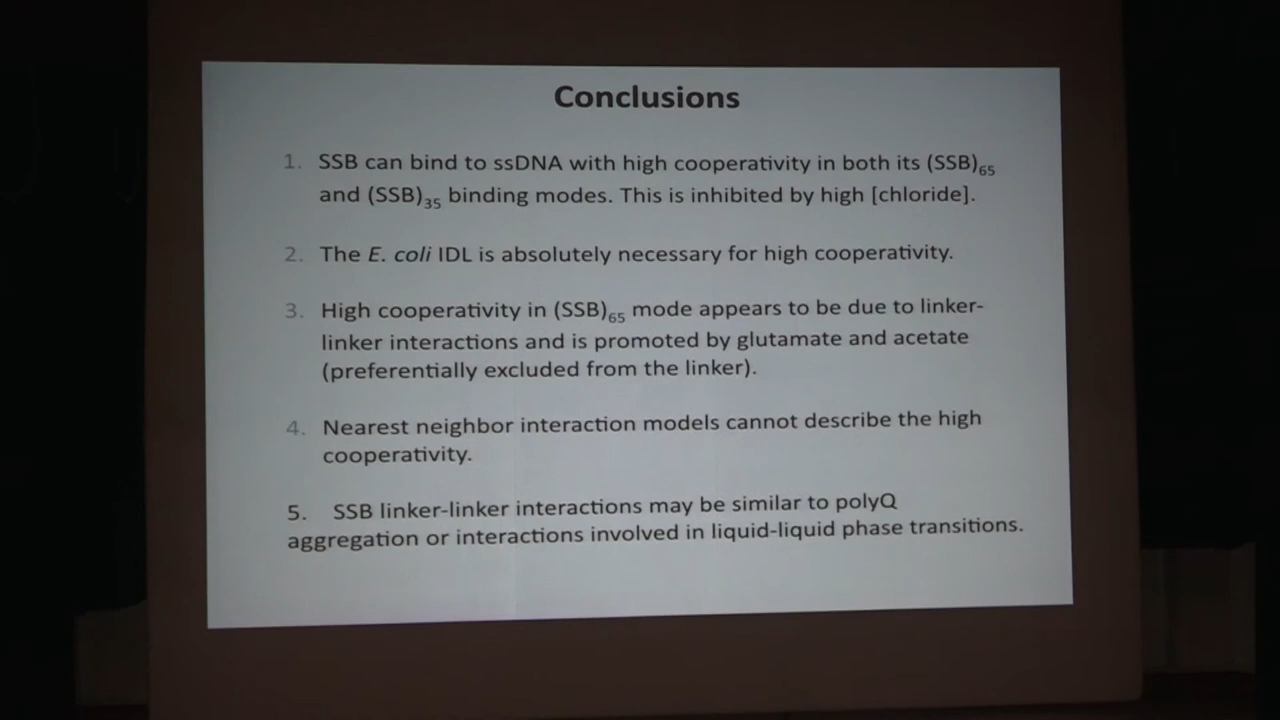 Conclusions
1. SSB can bind to ssDNA with high cooperativity in both its (SSB)65
and (SSB)35 binding modes. This is inhibited by high [chloride].
2. The E. coli IDL is absolutely necessary for high cooperativity.
3. High cooperativity in (SSB)65 mode appears to be due to linker-
linker interactions and is promoted by glutamate and acetate
(preferentially excluded from the linker).
4. Nearest neighbor interaction models cannot describe the high
cooperativity.
5. SSB linker-linker interactions may be similar to polyQ
aggregation or interactions involved in liquid-liquid phase transitions.